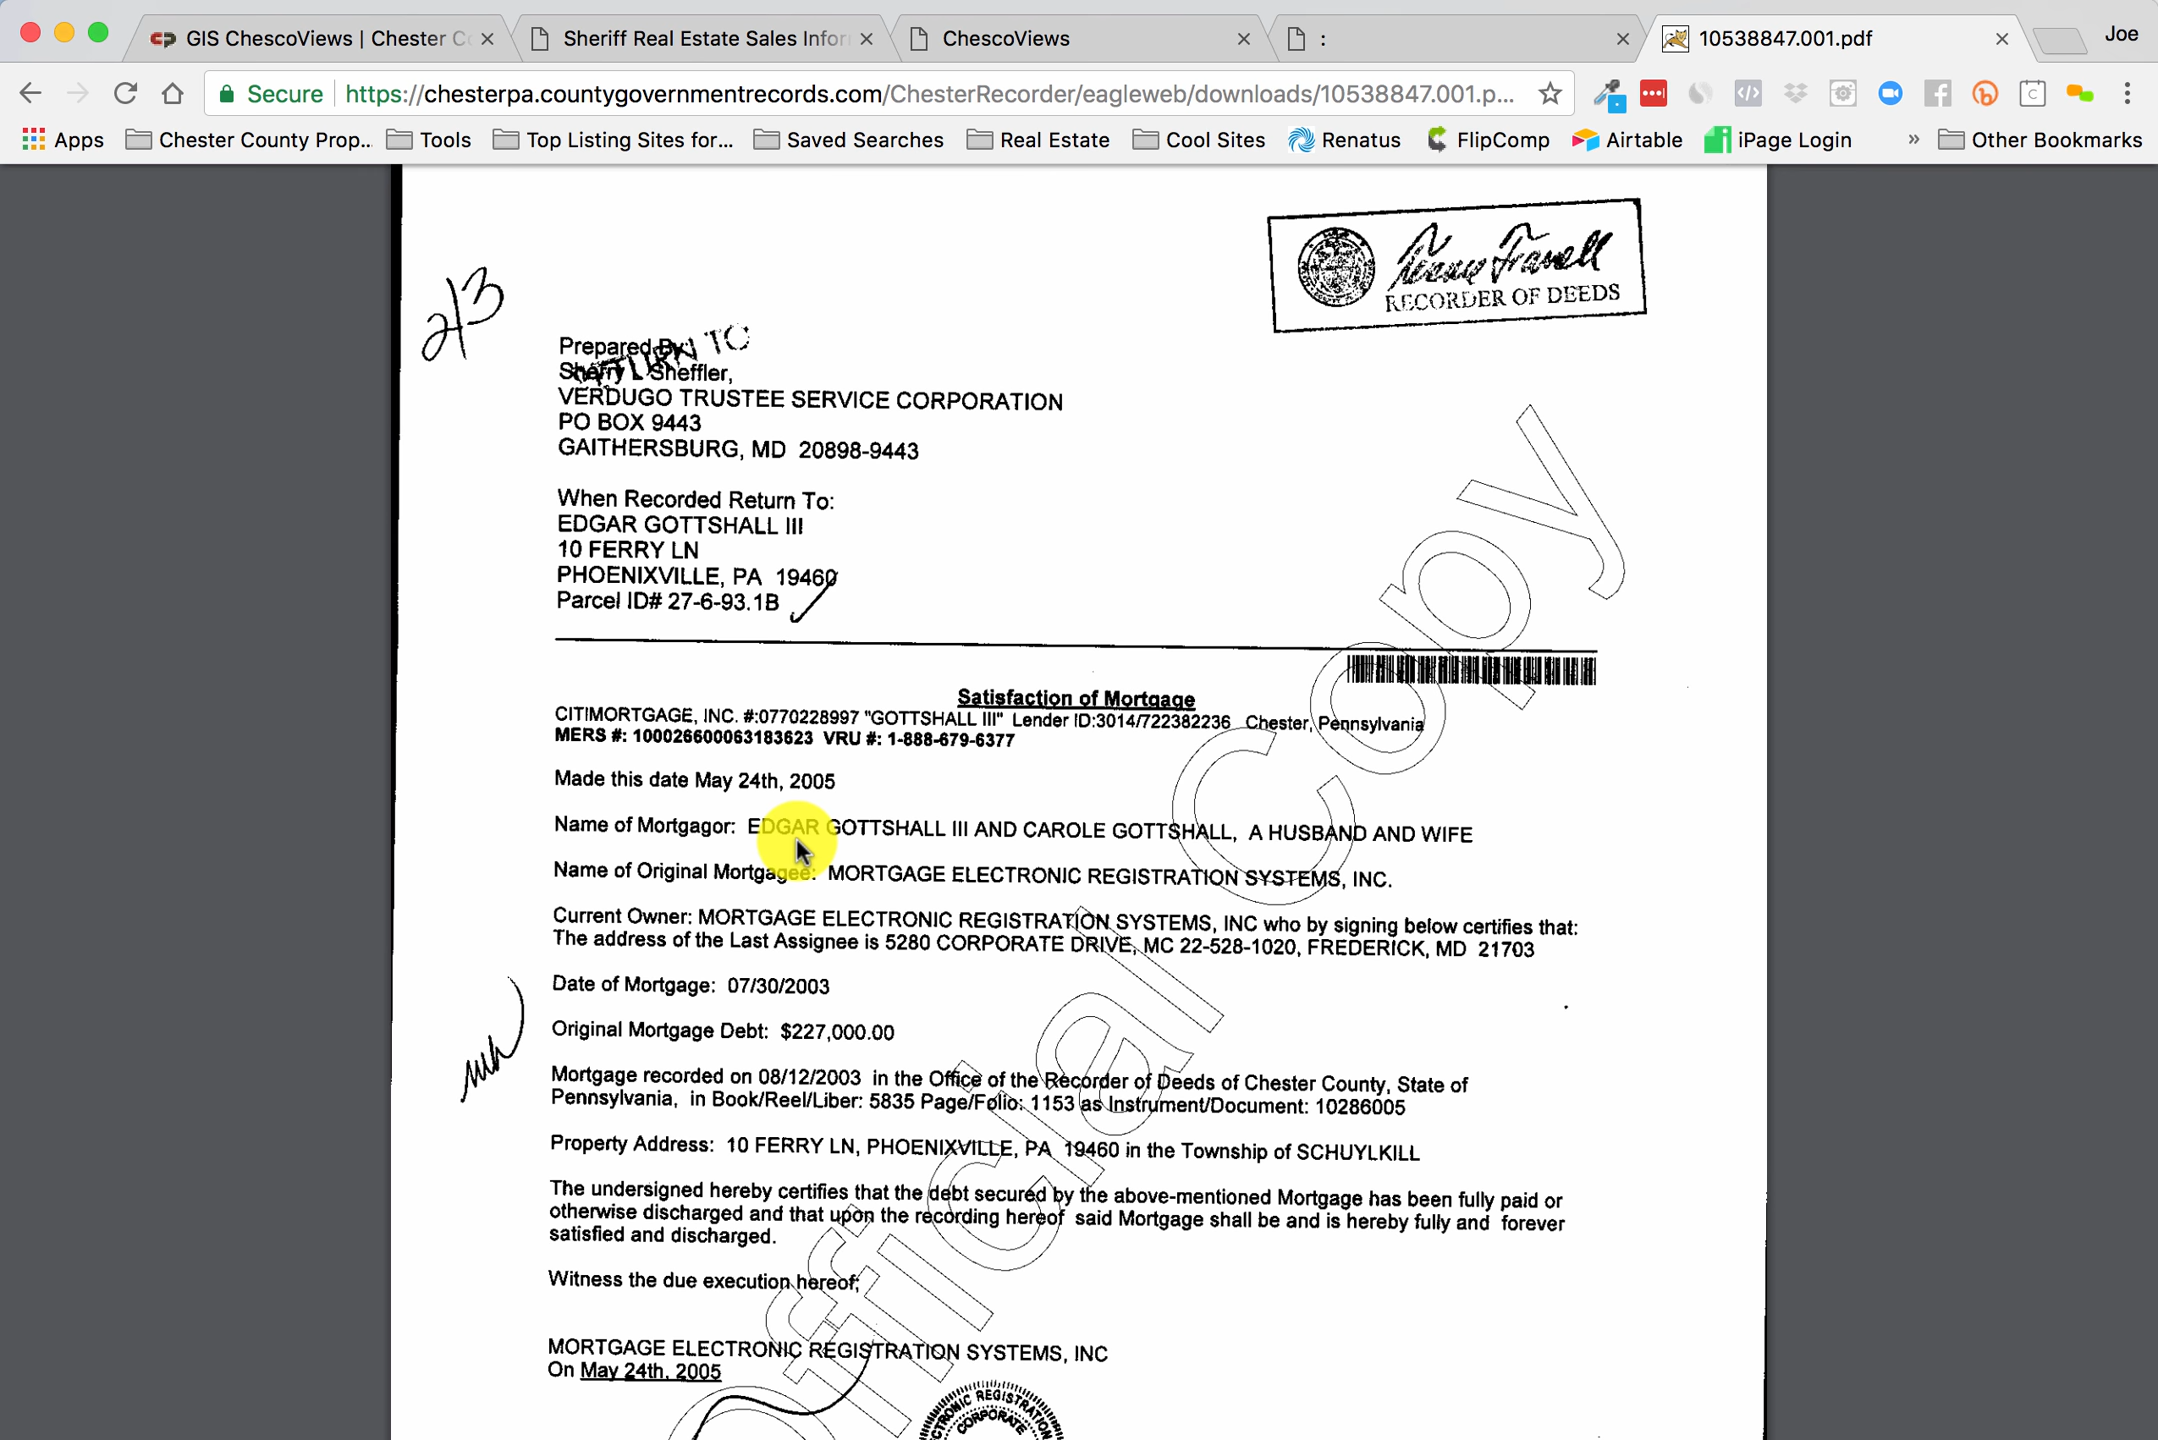 GIS ChescoViews | Chester Co
Sheriff Real Estate Sales Infor
ChescoViews
:
10538847.001.pdf
Joe
Secure
https://chesterpa.countygovernmentrecords.com/ChesterRecorder/eagleweb/downloads/10538847.001.p...
Apps
Chester County Prop...
Tools
Top Listing Sites for...
Saved Searches
Real Estate
Cool Sites
Renatus
FlipComp
Airtable
iPage Login
»
Other Bookmarks
RECORDER OF DEEDS
2/3
RETURN TO
Prepared By:
Sherry L Sheffler,
VERDUGO TRUSTEE SERVICE CORPORATION
PO BOX 9443
GAITHERSBURG, MD 20898-9443
When Recorded Return To:
EDGAR GOTTSHALL III
10 FERRY LN
PHOENIXVILLE, PA 19460
Parcel ID# 27-6-93.1B
Satisfaction of Mortgage
CITIMORTGAGE, INC. #:0770228997 "GOTTSHALL III" Lender ID:3014/722382236 Chester, Pennsylvania
MERS #: 100026600063183623 VRU #: 1-888-679-6377
Made this date May 24th, 2005
Name of Mortgagor: EDGAR GOTTSHALL III AND CAROLE GOTTSHALL, A HUSBAND AND WIFE
Name of Original Mortgagee: MORTGAGE ELECTRONIC REGISTRATION SYSTEMS, INC.
Current Owner: MORTGAGE ELECTRONIC REGISTRATION SYSTEMS, INC who by signing below certifies that:
The address of the Last Assignee is 5280 CORPORATE DRIVE, MC 22-528-1020, FREDERICK, MD 21703
Date of Mortgage: 07/30/2003
Original Mortgage Debt: $227,000.00
Mortgage recorded on 08/12/2003 in the Office of the Recorder of Deeds of Chester County, State of
Pennsylvania, in Book/Reel/Liber: 5835 Page/Folio: 1153 as Instrument/Document: 10286005
Property Address: 10 FERRY LN, PHOENIXVILLE, PA 19460 in the Township of SCHUYLKILL
The undersigned hereby certifies that the debt secured by the above-mentioned Mortgage has been fully paid or
otherwise discharged and that upon the recording hereof said Mortgage shall be and is hereby fully and forever
satisfied and discharged.
Witness the due execution hereof;
MORTGAGE ELECTRONIC REGISTRATION SYSTEMS, INC
On May 24th, 2005
REGISTRATION
CORPORATE
official Copy